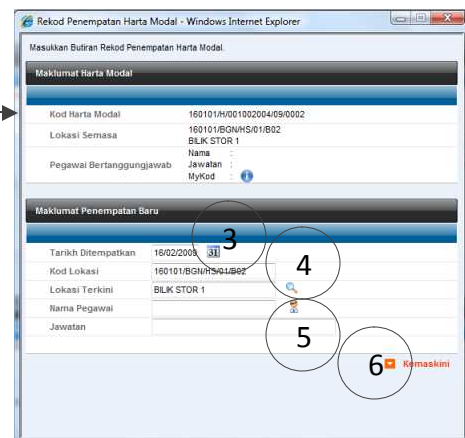 Rekod Penempatan Harta Modal - Windows Internet Explorer
Masukkan Butiran Rekod Penempatan Harta Modal.
Maklumat Harta Modal
Kod Harta Modal 160101/H/001002004/09/0002
Lokasi Semasa 160101/BGN/HS/01/B02
BILIK STOR 1
Pegawai Bertanggungjawab Nama :
Jawatan :
MyKod :
Maklumat Penempatan Baru
3
Tarikh Ditempatkan 16/02/2009 31
4
Kod Lokasi 160101/BGN/HS/01/B02
Lokasi Terkini BILIK STOR 1
Nama Pegawai
Jawatan
5
6
Kemaskini